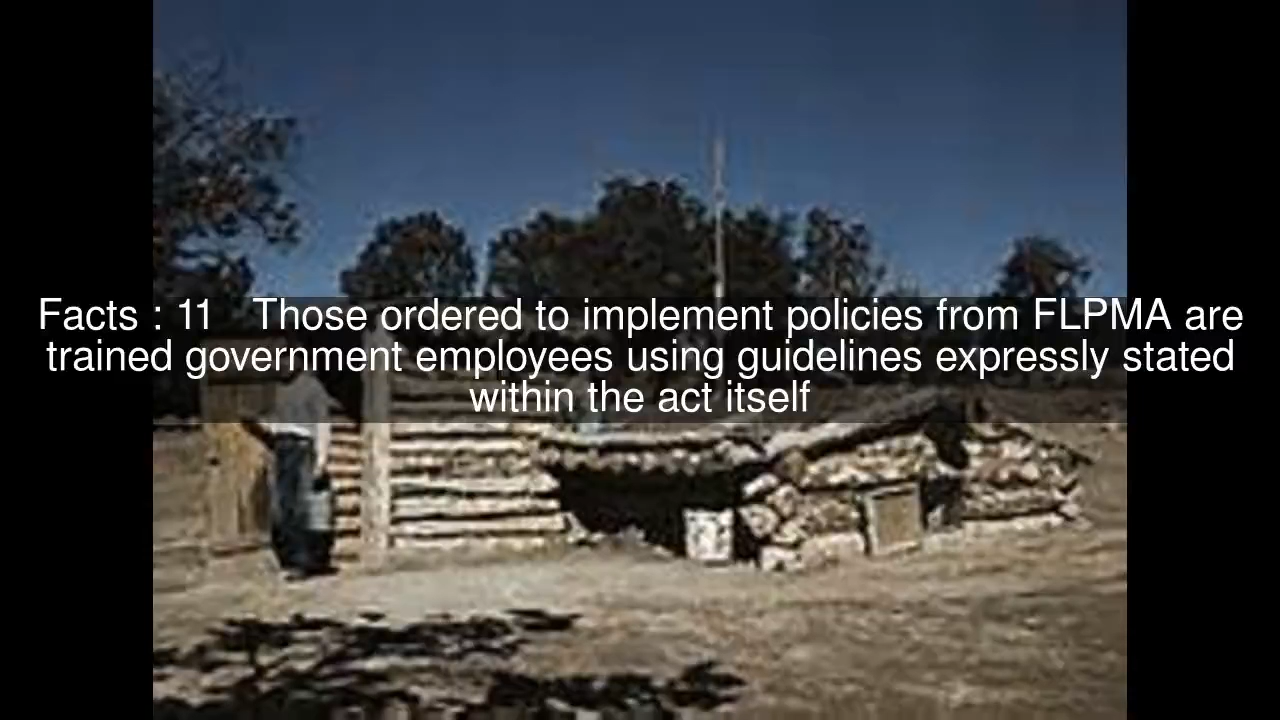 Facts : 11 Those ordered to implement policies from FLPMA are
trained government employees using guidelines expressly stated
within the act itself